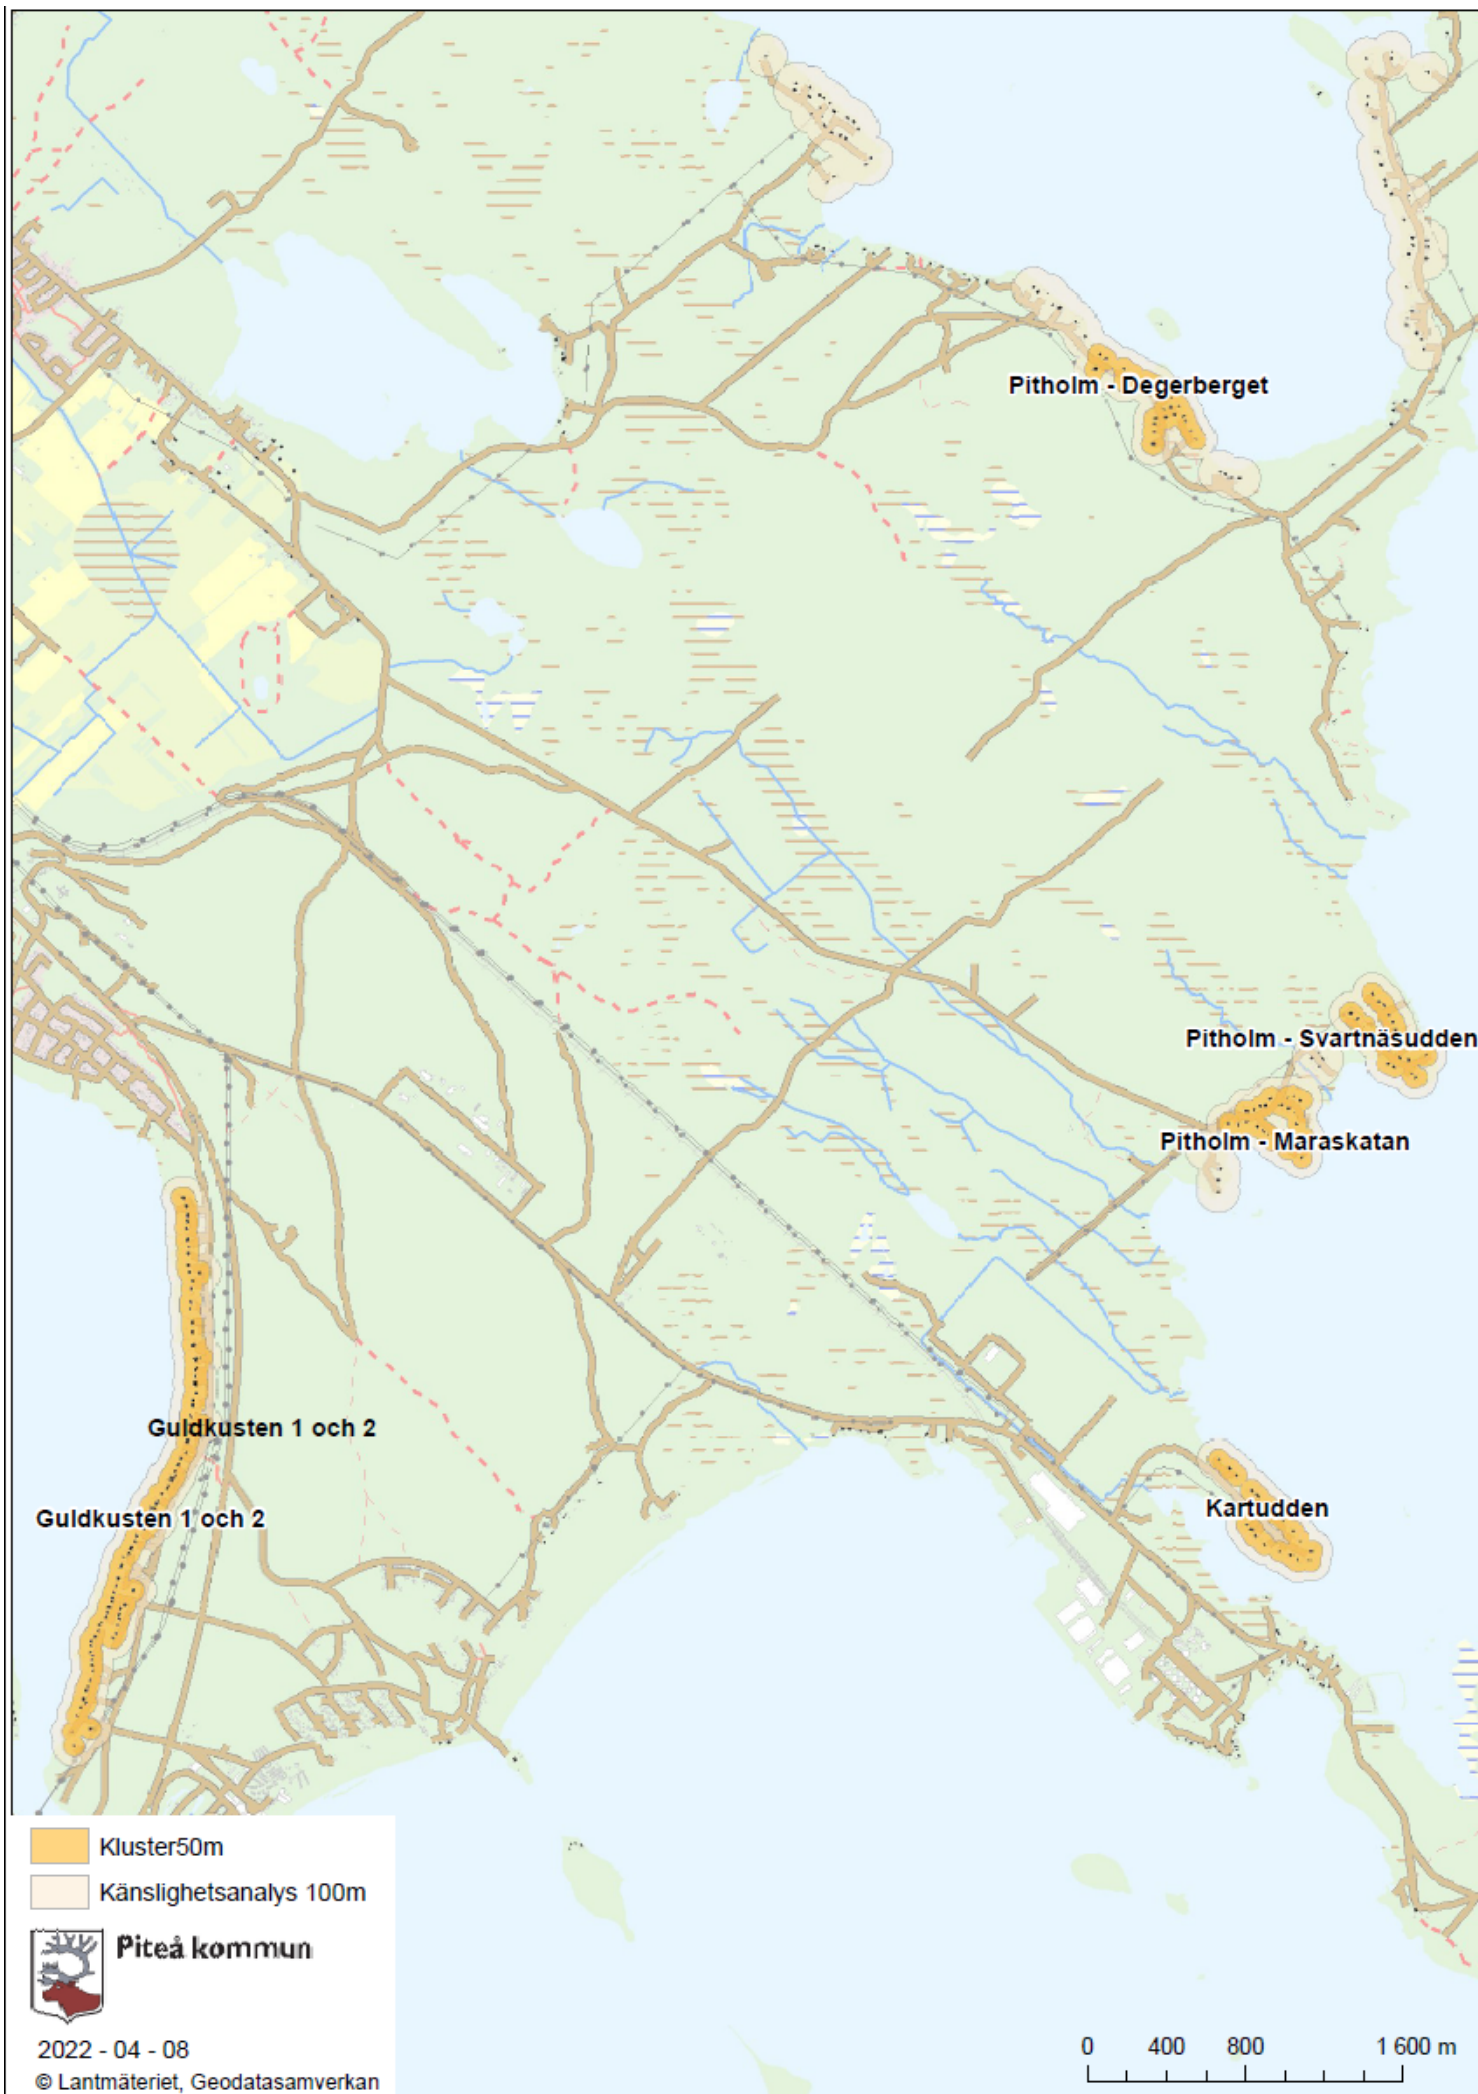 Pitholm - Degerberget
Pitholm - Svartnäsudden
Pitholm - Maraskatan
Guldkusten 1 och 2
Kartudden
Guldkusten 1 och 2
Kluster50m
Känslighetsanalys 100m
Piteå kommun
2022 - 04 - 08
© Lantmäteriet, Geodatasamverkan
0 400 800 1 600 m